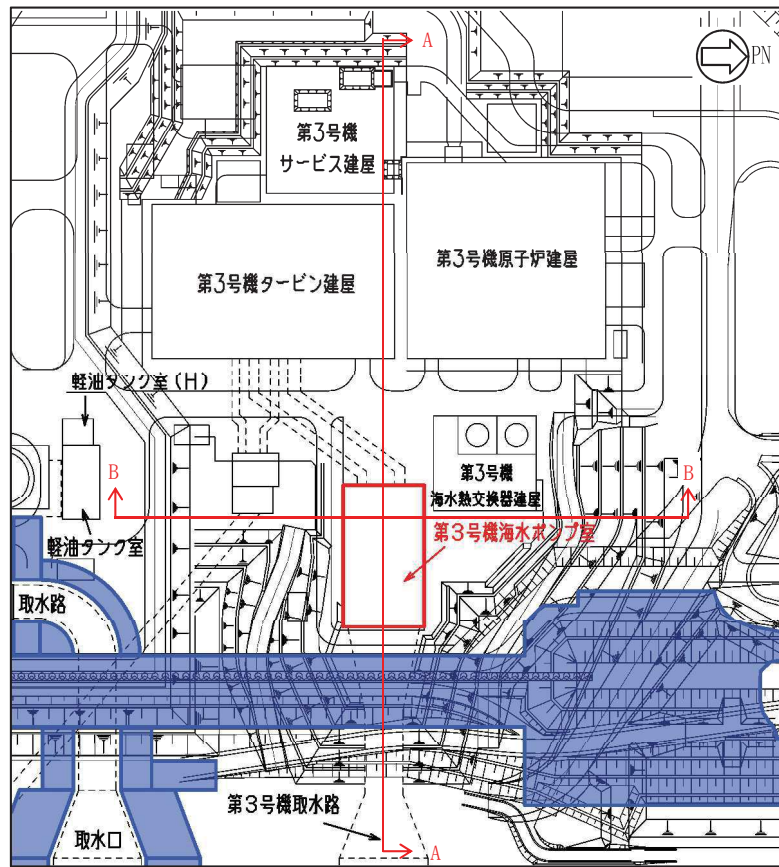 A
PN
第3号機
サービス建屋
第3号機タービン建屋
第3号機原子炉建屋
軽油タンク室(H)
B
第3号機
海水熱交換器建屋
B
第3号機海水ポンプ室
軽油タンク室
取水路
第3号機取水路
取水口
A